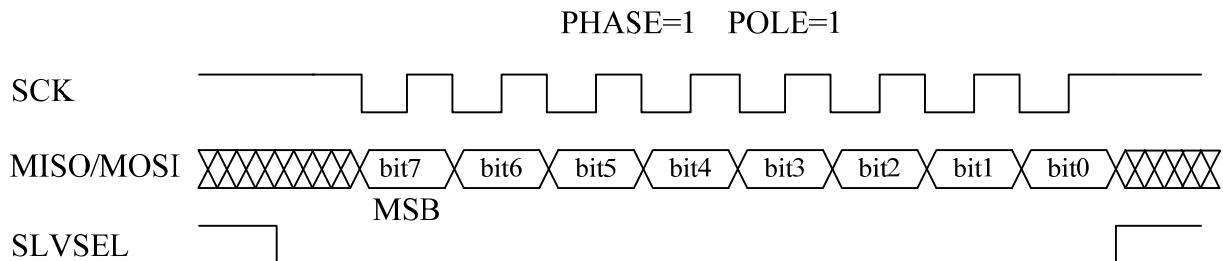 PHASE=1 POLE=1
SCK
MISO/MOSI bit7 bit6 bit5 bit4 bit3 bit2 bit1 bit0
MSB
SLVSEL